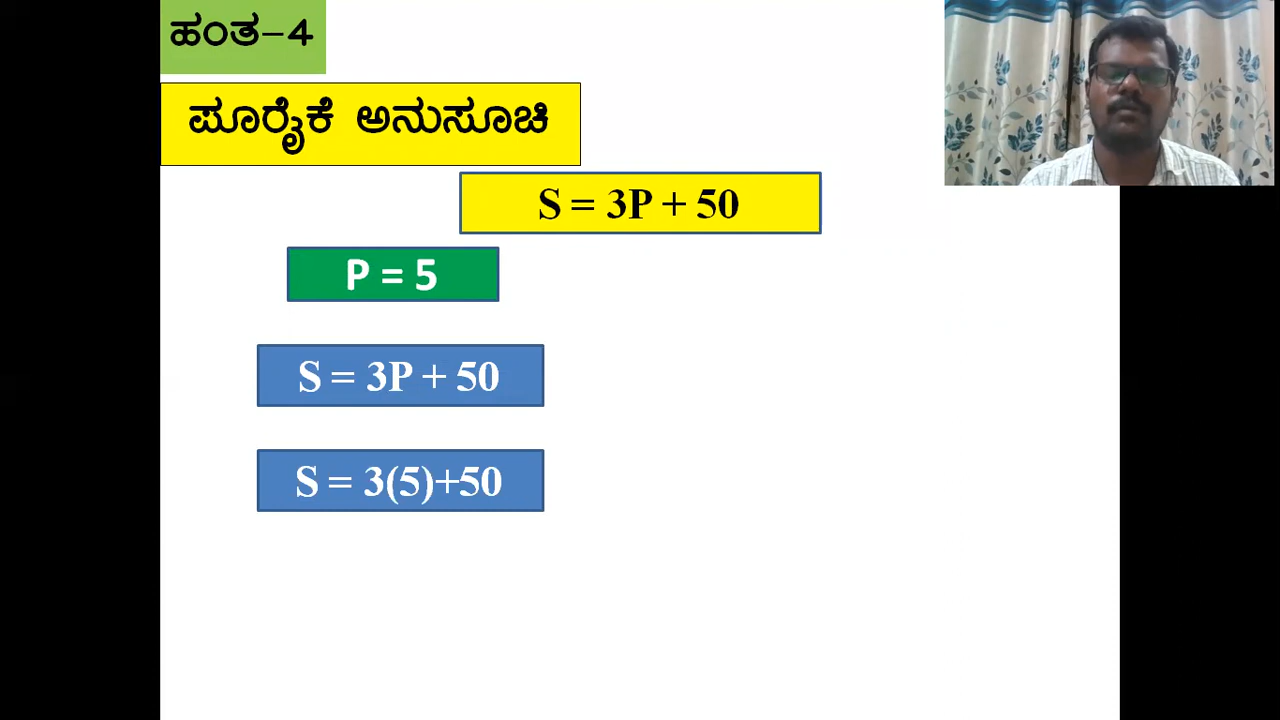 ಹಂತ-4
ಪೂರೈಕೆ ಅನುಸೂಚಿ
S = 3P + 50
P = 5
S = 3P + 50
S = 3(5)+50